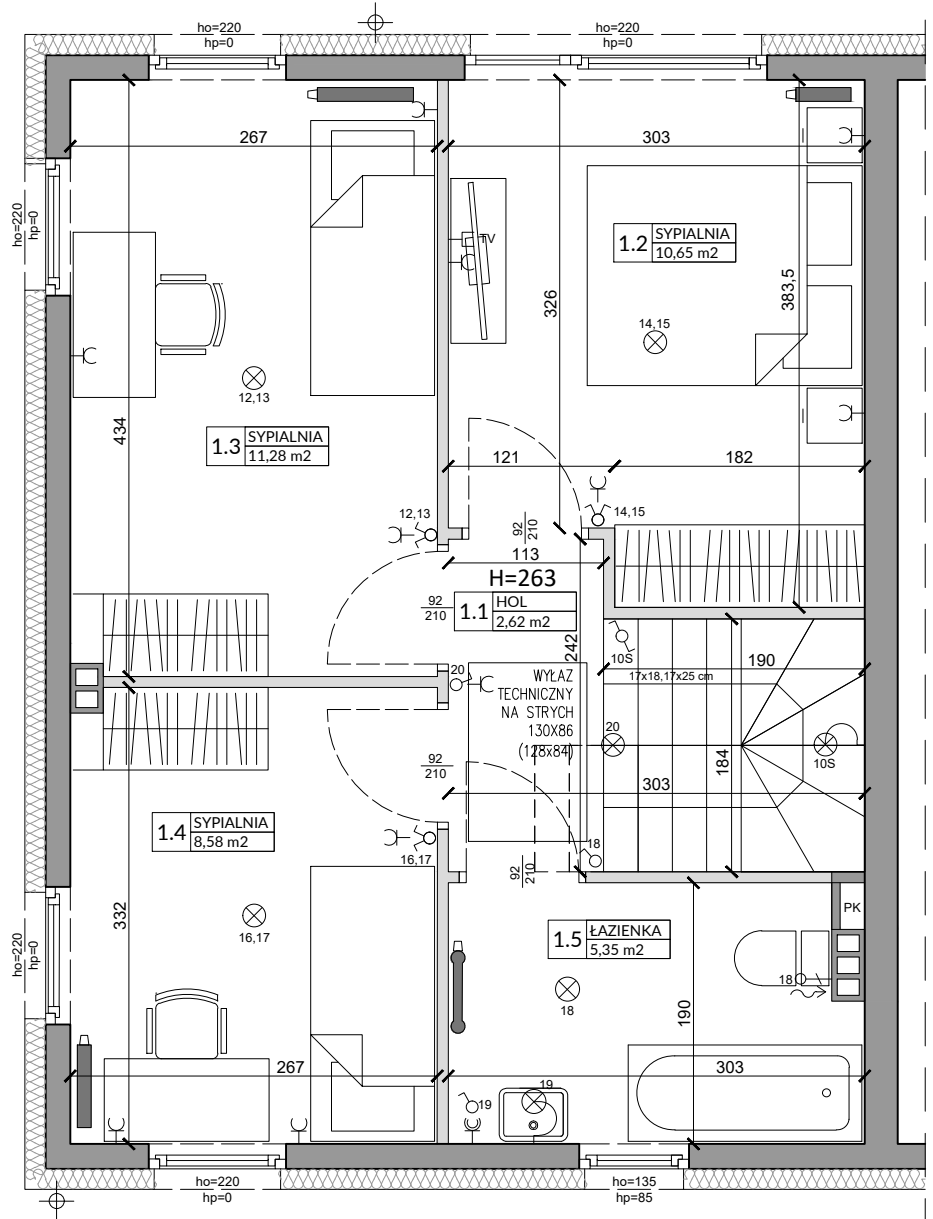 ho=220
hp=0
ho=220
hp=0
267
303
ho=220
hp=0
1.2
SYPIALNIA
10,65 m2
TV
326
383,5
14,15
12,13
434
1.3
SYPIALNIA
11,28 m2
121
182
12,13
14,15
92
210
113
H=263
92
210
1.1
HOL
2,62 m2
242
10S
190
20
WYŁAZ
TECHNICZNY
NA STRYCH
130X86
(128x84)
17x18,17x25 cm
20
10S
184
92
210
303
1.4
SYPIALNIA
8,58 m2
16,17
18
92
210
332
16,17
1.5
ŁAZIENKA
5,35 m2
PK
ho=220
hp=0
18
18
190
267
303
19
19
ho=220
hp=0
ho=135
hp=85